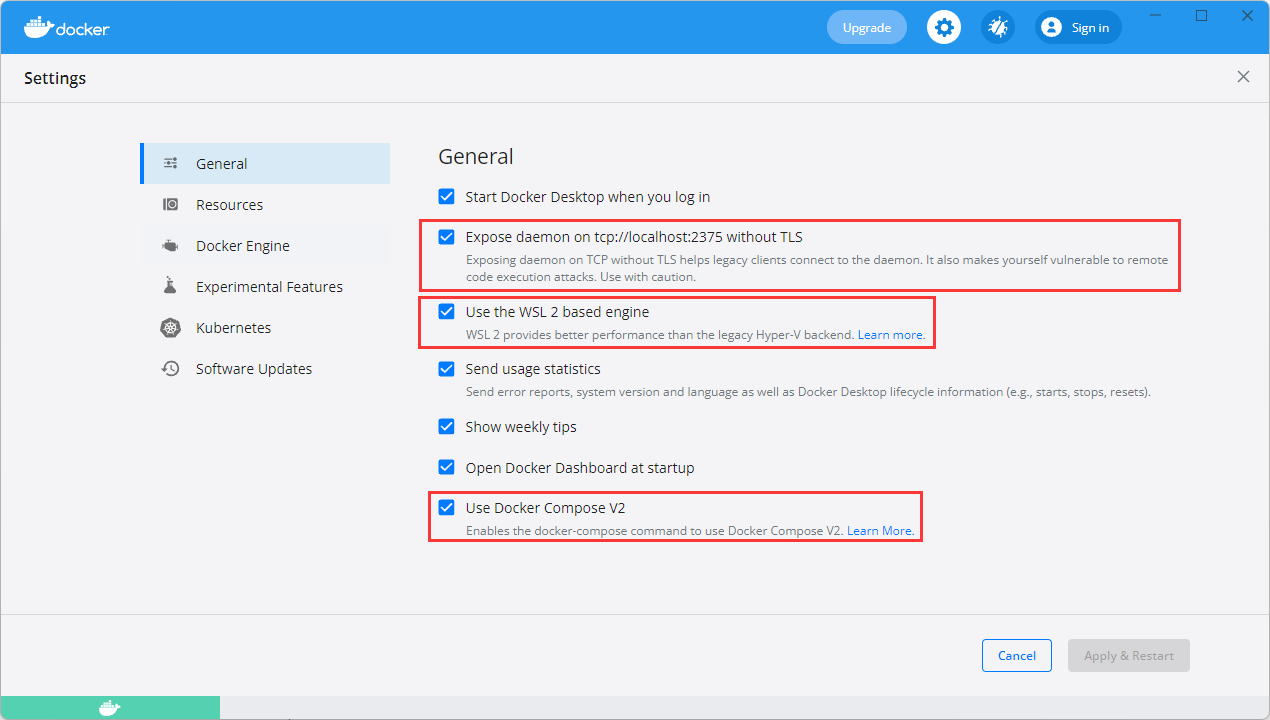 docker
Upgrade
Sign in
Settings
General
Resources
Docker Engine
Experimental Features
Kubernetes
Software Updates
General
Start Docker Desktop when you log in
Expose daemon on tcp://localhost:2375 without TLS
Exposing daemon on TCP without TLS helps legacy clients connect to the daemon. It also makes yourself vulnerable to remote
code execution attacks. Use with caution.
Use the WSL 2 based engine
WSL 2 provides better performance than the legacy Hyper-V backend. Learn more.
Send usage statistics
Send error reports, system version and language as well as Docker Desktop lifecycle information (e.g., starts, stops, resets).
Show weekly tips
Open Docker Dashboard at startup
Use Docker Compose V2
Enables the docker-compose command to use Docker Compose V2. Learn More.
Cancel
Apply & Restart